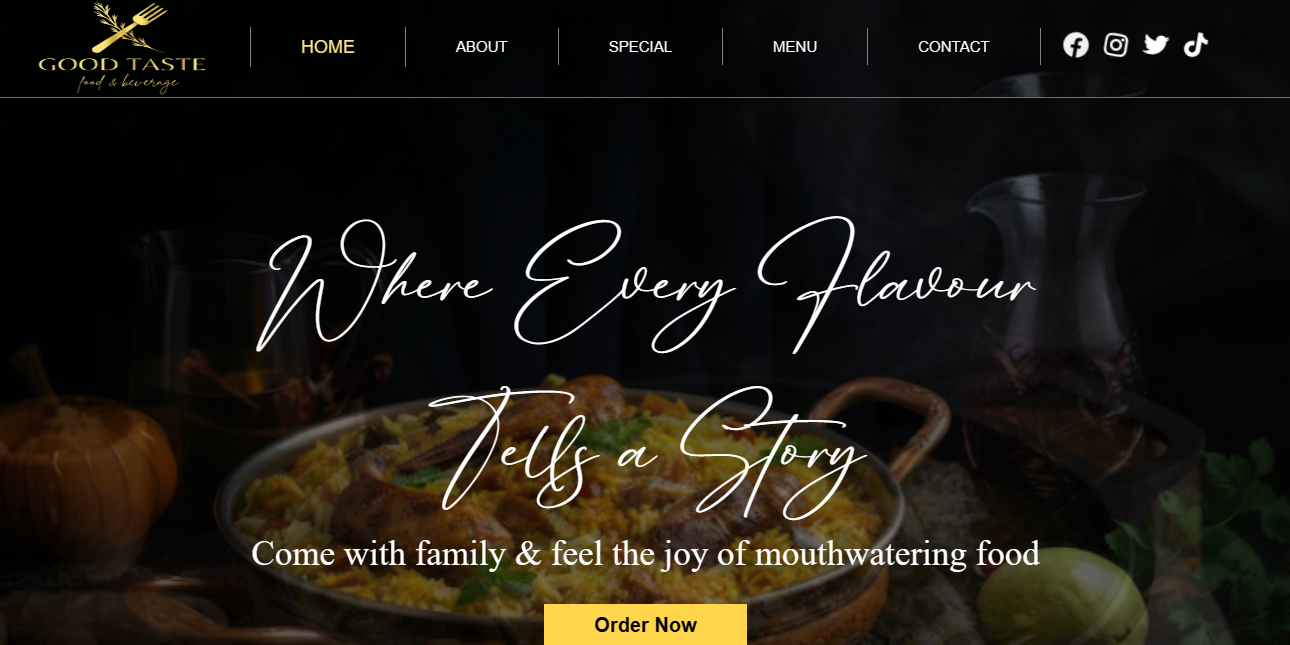 GOOD TASTE
food & beverage
HOME
ABOUT
SPECIAL
MENU
CONTACT
Where Every Flavour
Tells a Story
Come with family & feel the joy of mouthwatering food
Order Now